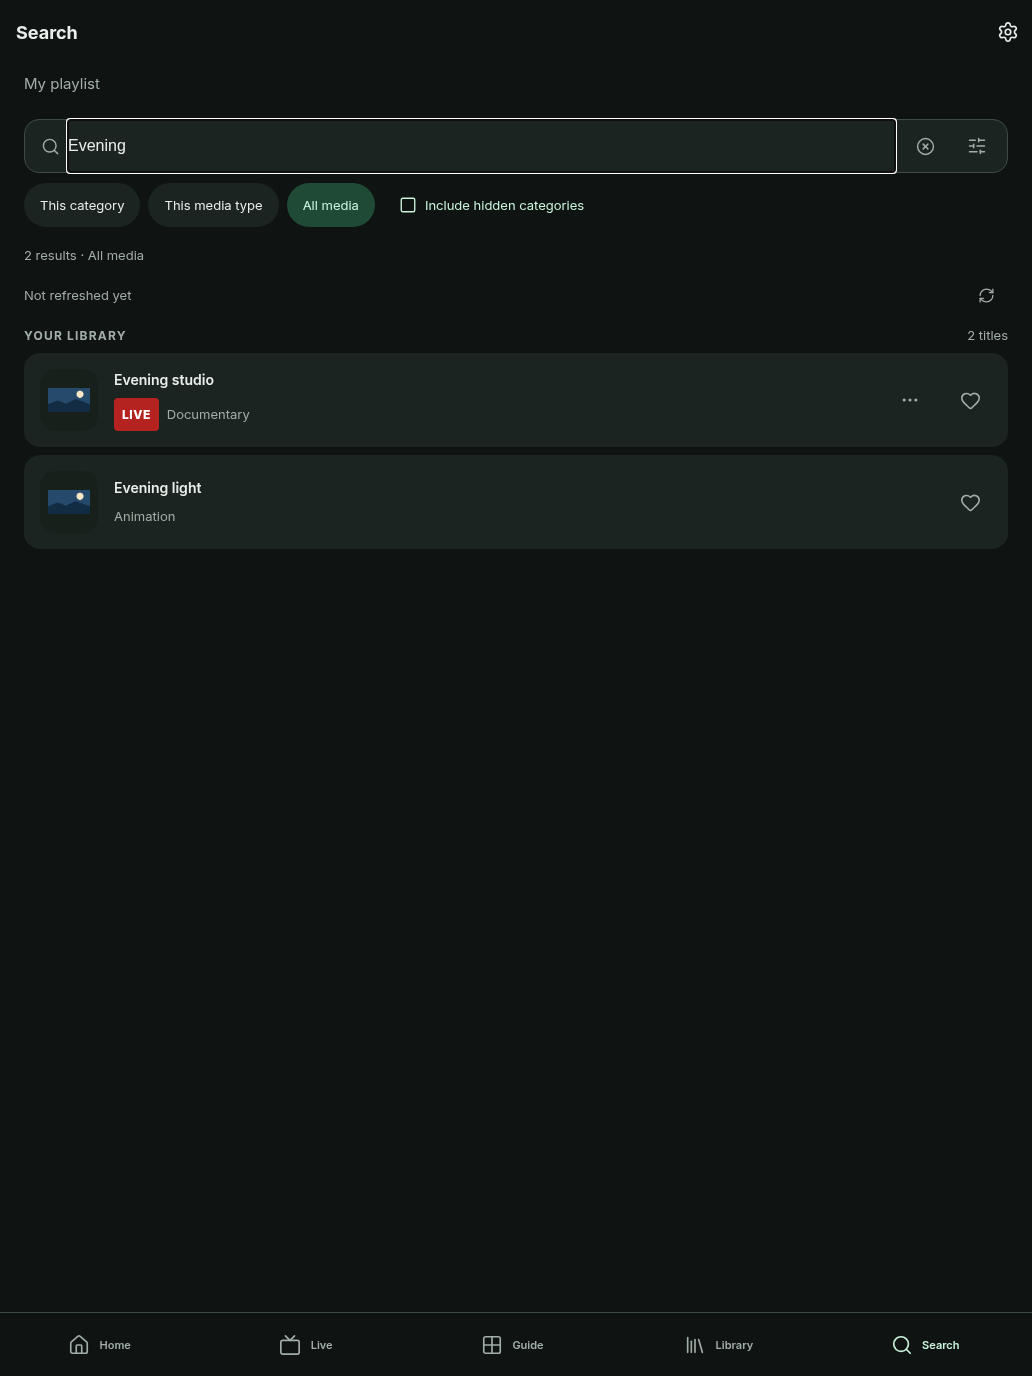 Search
My playlist
Evening
This category
This media type
All media
Include hidden categories
2 results · All media
Not refreshed yet
YOUR LIBRARY
2 titles
Evening studio
LIVE Documentary
Evening light
Animation
Home
Live
Guide
Library
Search